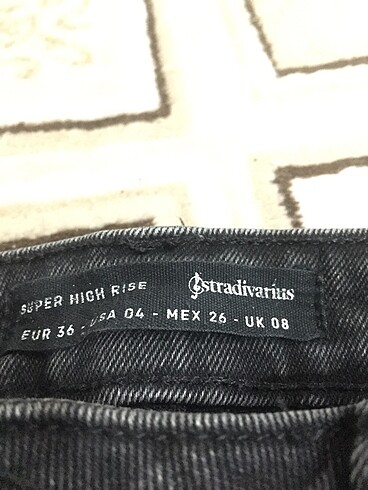 SUPER HIGH RISE stradivarius
EUR 36 - USA 04 - MEX 26 - UK 08